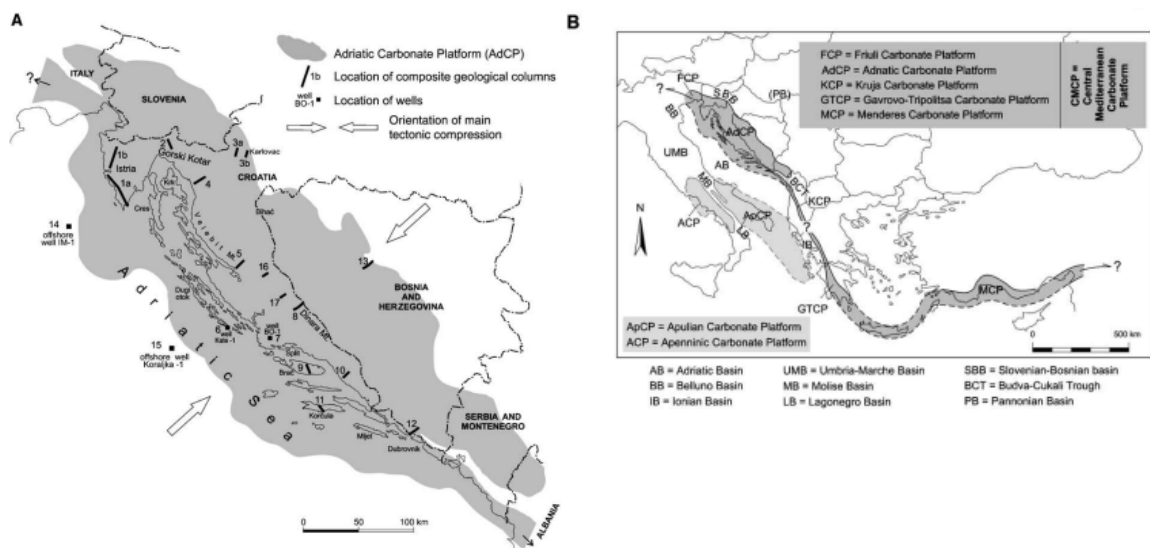 A
Adriatic Carbonate Platform (AdCP)
1b Location of composite geological columns
well BO-1 Location of wells
Orientation of main
tectonic compression
?
ITALY
SLOVENIA
2
Gorski Kotar
3a
3b
Karlovac
CROATIA
1b
Istria
1a
Krk
Cres
4
Velebit Mt.
Bihać
14
offshore
well IM-1
5
16
13
BOSNIA
AND
HERZEGOVINA
Dugi
otok
17
8
Dinara Mt.
6
well
well
BO-1
7
15
offshore well
Split
9
Brač
10
11
Korčula
Adriatic Sea
Mljet
12
Dubrovnik
SERBIA AND
MONTENEGRO
ALBANIA
0 50 100 km
B
FCP = Friuli Carbonate Platform
AdCP = Adnatic Carbonate Platform
KCP = Kruja Carbonate Platform
GTCP = Gavrovo-Tripolitsa Carbonate Platform
MCP = Menderes Carbonate Platform
CMCP =
Central
Mediterranean
Carbonate
Platform
FCP
?
SBB
(PB)
BB
AdCP
UMB
AB
MB
BCT
KCP
N
ACP
ApCP
LB
?
IB
GTCP
MCP
?
ApCP = Apulian Carbonate Platform
ACP = Apenninic Carbonate Platform
0 500 km
AB = Adriatic Basin UMB = Umbria-Marche Basin SBB = Slovenian-Bosnian basin
BB = Belluno Basin MB = Molise Basin BCT = Budva-Cukali Trough
IB = Ionian Basin LB = Lagonegro Basin PB = Pannonian Basin